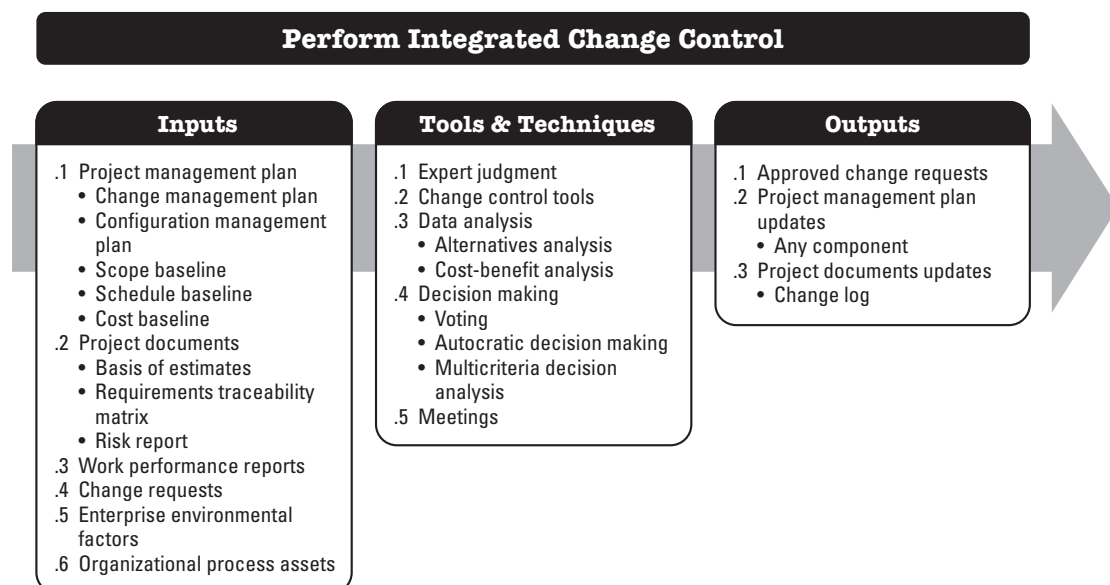 Perform Integrated Change Control
Inputs
.1 Project management plan
• Change management plan
• Configuration management
plan
• Scope baseline
• Schedule baseline
• Cost baseline
.2 Project documents
• Basis of estimates
• Requirements traceability
matrix
• Risk report
.3 Work performance reports
.4 Change requests
.5 Enterprise environmental
factors
.6 Organizational process assets
Tools & Techniques
.1 Expert judgment
.2 Change control tools
.3 Data analysis
• Alternatives analysis
• Cost-benefit analysis
.4 Decision making
• Voting
• Autocratic decision making
• Multicriteria decision
analysis
.5 Meetings
Outputs
.1 Approved change requests
.2 Project management plan
updates
• Any component
.3 Project documents updates
• Change log